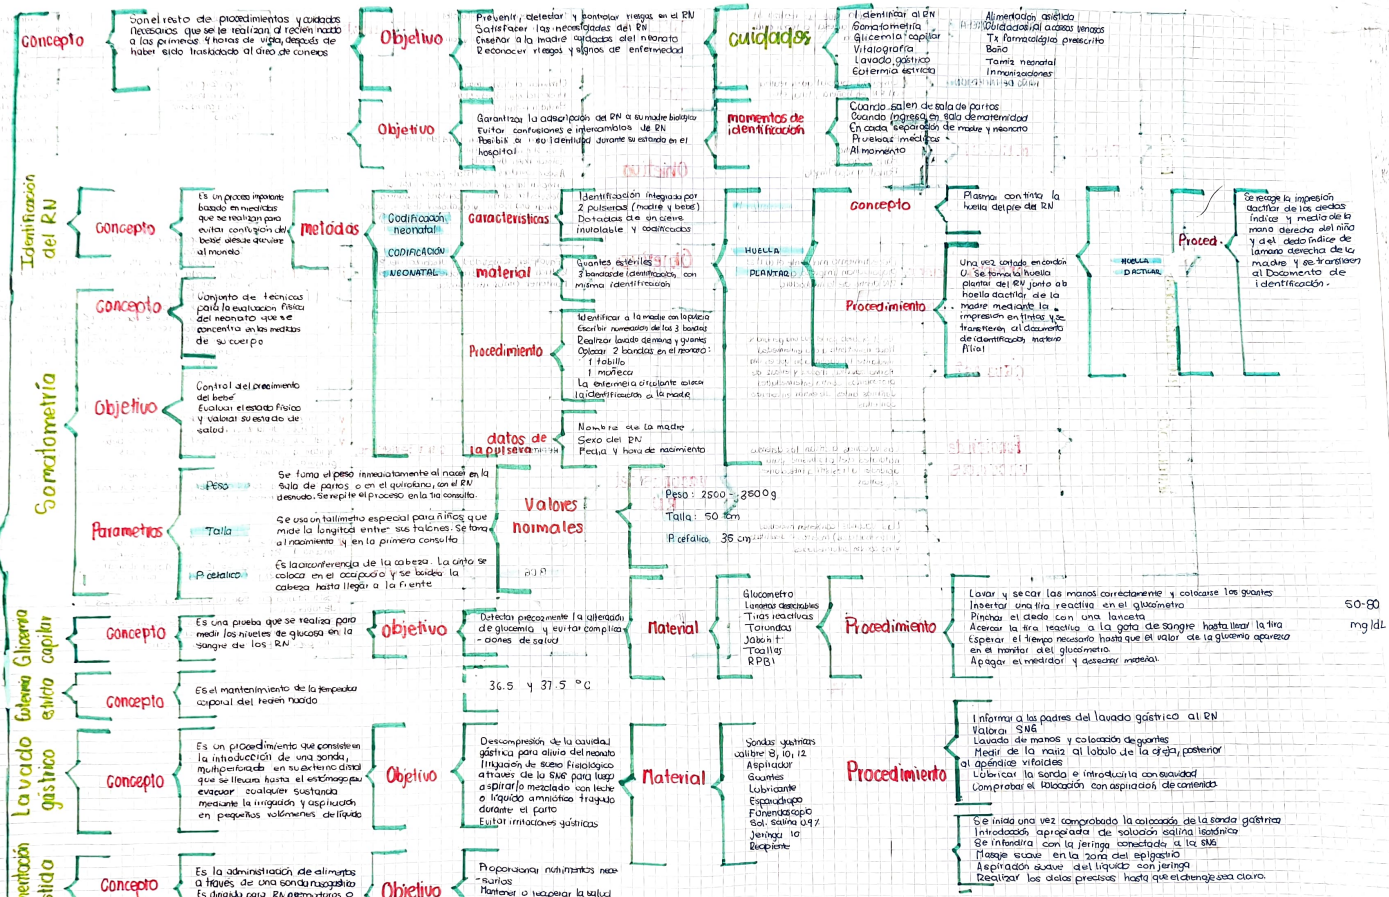 Concepto
Son el resto de procedimientos y cuidados
necesarios que se le realizan al recien nacido
a las primeras 4 horas de vida, después de
haber sido trasladado al área de cuneros
Objetivo
Prevenir, detectar y controlar riesgos en el RN
Satisfacer las necesidades del RN
Enseñar a la madre cuidados del neonato
Reconocer riesgos y signos de enfermedad
cuidados
Identificar al RN
Somatometría
Glicemia capilar
Vitalografía
Lavado gástrico
Eutermia estricta
Alimentación asistida
Cuidados al acceso venoso
Tx farmacológico prescrito
Baño
Tamiz neonatal
Inmunizaciones
Objetivo
Garantizar la adscripción del RN a su madre biológica
Evitar confusiones e intercambios de RN
su identidad durante su estancia en el
hospital
momentos de
identificación
Cuando salen de sala de partos
Cuando ingresa en sala de maternidad
En cada separación de madre y neonato
Pruebas médicas
Al momento
Identificación
del RN
Concepto
Es un proceso importante
basado en medidas
que se realizan para
evitar confusión del
bebé desde que viene
al mundo
metódos
Codificación
neonatal
CODIFICACIÓN
NEONATAL
características
Identificación integrada por
2 pulseras (madre y bebé)
Dotadas de un cierre
inviolable y codificados
material
Guantes estériles
3 bandas de identificación con
misma identificación
Procedimiento
Identificar a la madre con la pulsera
Escribir numeración de las 3 bandas
Realizar lavado de mano y guantes
Colocar 2 bandas en el neonato:
1 tobillo
1 muñeca
La enfermera circulante coloca
la identificación a la madre
datos de
la pulsera
Nombre de la madre
Sexo del RN
Fecha y hora de nacimiento
HUELLA
PLANTAR
concepto
Plasma con tinta la
huella del pie del RN
Procedimiento
Una vez cortado el cordón
U. Se toma la huella
plantar del RN junto a
huella dactilar de la
madre mediante la
impresión en tintas y se
transfieren al documento
de identificación materno
filial
HUELLA
DACTILAR
Proced.
Se recoge la impresión
dactilar de los dedos
índice y medio de la
mano derecha del niño
y del dedo índice de
la mano derecha de la
madre y se transfieren
al Documento de
identificación.
Somatometría
Concepto
Conjunto de técnicas
para la evaluación física
del neonato que se
concentra en las medidas
de su cuerpo
Objetivo
Control del crecimiento
del bebé
Evaluar el estado físico
y valorar su estado de
salud.
Parametros
Peso
Se toma el peso inmediatamente al nacer en la
sala de partos o en el quirófano, con el RN
desnudo. Se repite el proceso en la 1ra consulta.
Talla
Se usa un tallímetro especial para niños que
mide la longitud entre sus talones. Se toma
al nacimiento y en la primera consulta
P. cefalico
Es la circunferencia de la cabeza. La cinta se
coloca en el occipucio y se bordea la
cabeza hasta llegar a la frente
Valores
normales
Peso: 2500 - 3500 g
Talla: 50 cm
P. cefalico 35 cm
Glicemia
capilar
Concepto
Es una prueba que se realiza para
medir los niveles de glucosa en la
sangre de los RN
objetivo
Detectar precozmente la alteración
de glucemia y evitar complica
-ciones de salud
Material
Glucometro
Lancetas desechables
Tiras reactivas
Torundas
Jabón
Toallas
RPBI
Procedimiento
Lavar y secar las manos correctamente y colocarse los guantes
Insertar una tira reactiva en el glucómetro
Pinchar el dedo con una lanceta
Acercar la tira reactiva a la gota de sangre hasta llenar la tira
Esperar el tiempo necesario hasta que el valor de la glucemia aparezca
en el monitor del glucómetro.
Apagar el medidor y desechar material.
50-80
mg/dL
Eutermia
estricta
Concepto
Es el mantenimiento de la temperatura
corporal del recien nacido
36.5 y 37.5 °C
Lavado
gástrico
Concepto
Es un procedimiento que consiste en
la introducción de una sonda,
multiperforada en su extremo distal
que se llevara hasta el estómago para
evacuar cualquier sustancia
mediante la irrigación y aspiración
en pequeños volúmenes de líquido
Objetivo
Descompresión de la cavidad
gástrica para alivio del neonato
Irrigación de suero fisiológico
através de la SNG para luego
aspirarlo mezclado con leche
o líquido amniótico tragado
durante el parto
Evitar irritaciones gástricas
Material
Sondas gastricas
calibre 8, 10, 12
Aspirador
Guantes
Lubricante
Esparadrapo
Fonendoscopio
Sol. salina 0.9%
Jeringa 10
Recipiente
Procedimiento
Informar a los padres del lavado gástrico al RN
Valorar SNG
Lavado de manos y colocación de guantes
Medir de la nariz al lobulo de la oreja, posterior
al apéndice xifoides
Lubricar la sonda e introducirla con suavidad
Comprobar el colocación con aspiración de contenido
Se inicia una vez comprobado la colocación de la sonda gástrica
Introducción apropiada de solución salina isotónica
Se infundira con la jeringa conectada a la SNG
Masaje suave en la zona del epigastrio
Aspiración suave del líquido con jeringa
Realizar los ciclos precisos hasta que el drenaje sea claro.
mentación
stida
Concepto
Es la administración de alimentos
a través de una sonda nasogastrica
Es dirigida para RN prematuros o
Objetivo
Proporcionar nutrimentos nece
-sarios
Mantener o recuperar la salud